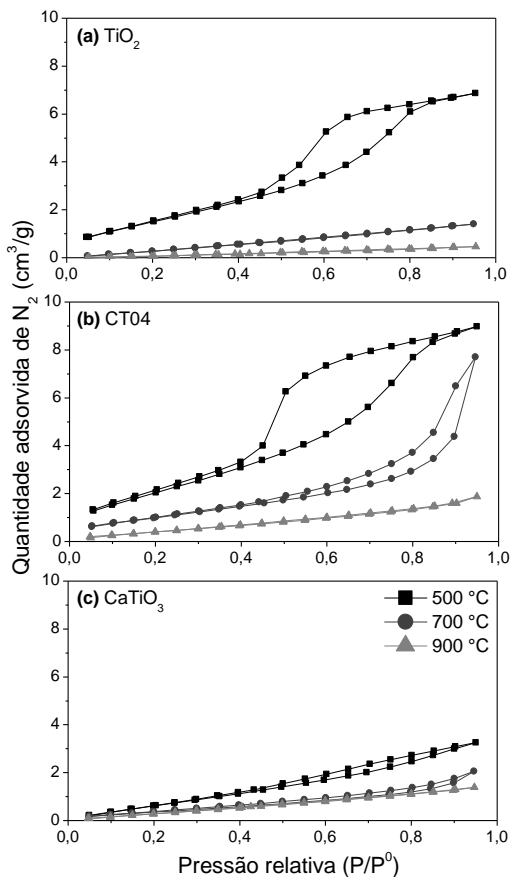 Quantidade adsorvida de N₂ (cm³/g)
10
8
6
4
2
0
(a) TiO₂
0,0 0,2 0,4 0,6 0,8 1,0
10
8
6
4
2
0
(b) CT04
0,0 0,2 0,4 0,6 0,8 1,0
10
8
6
4
2
0
(c) CaTiO₃
500 °C
700 °C
900 °C
0,0 0,2 0,4 0,6 0,8 1,0
Pressão relativa (P/P⁰)